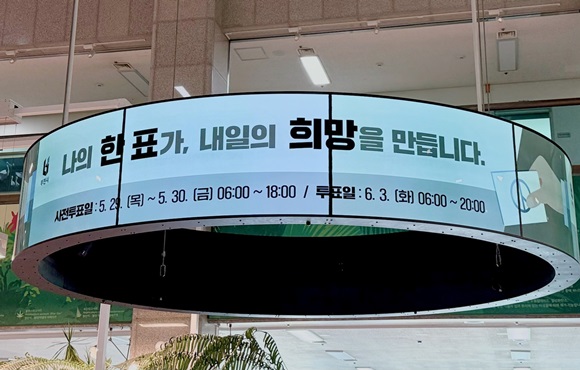 나의 한 표가, 내일의 희망을 만듭니다.
사전투표일 : 5. 29. (목) ~ 5. 30. (금) 06:00 ~ 18:00 / 투표일 : 6. 3. (화) 06:00 ~ 20:00